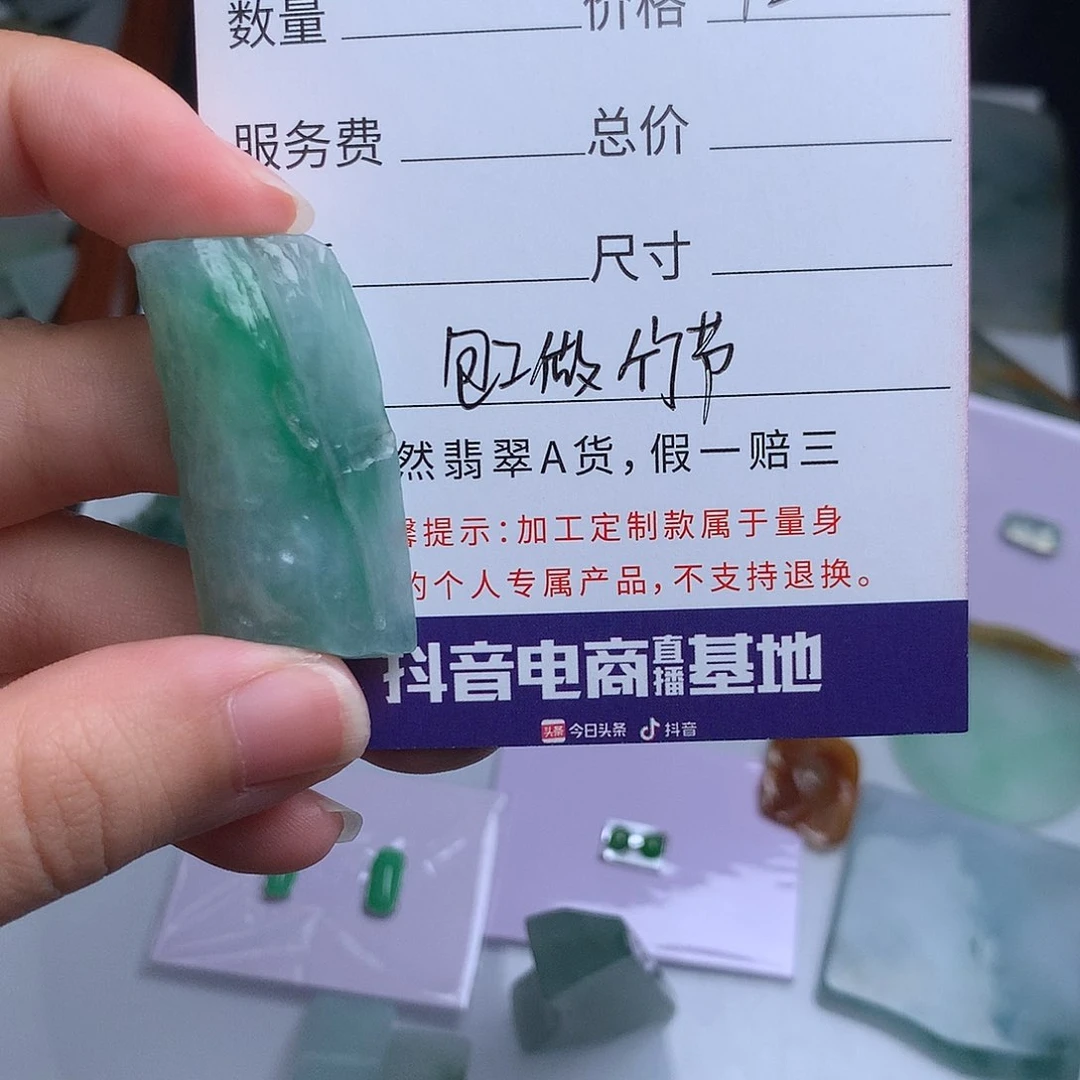 数量 价格
服务费 总价
尺寸
包工做竹节
然翡翠A货，假一赔三
馨提示：加工定制款属于量身
的个人专属产品，不支持退换。
抖音电商直播基地
头条 今日头条 抖音